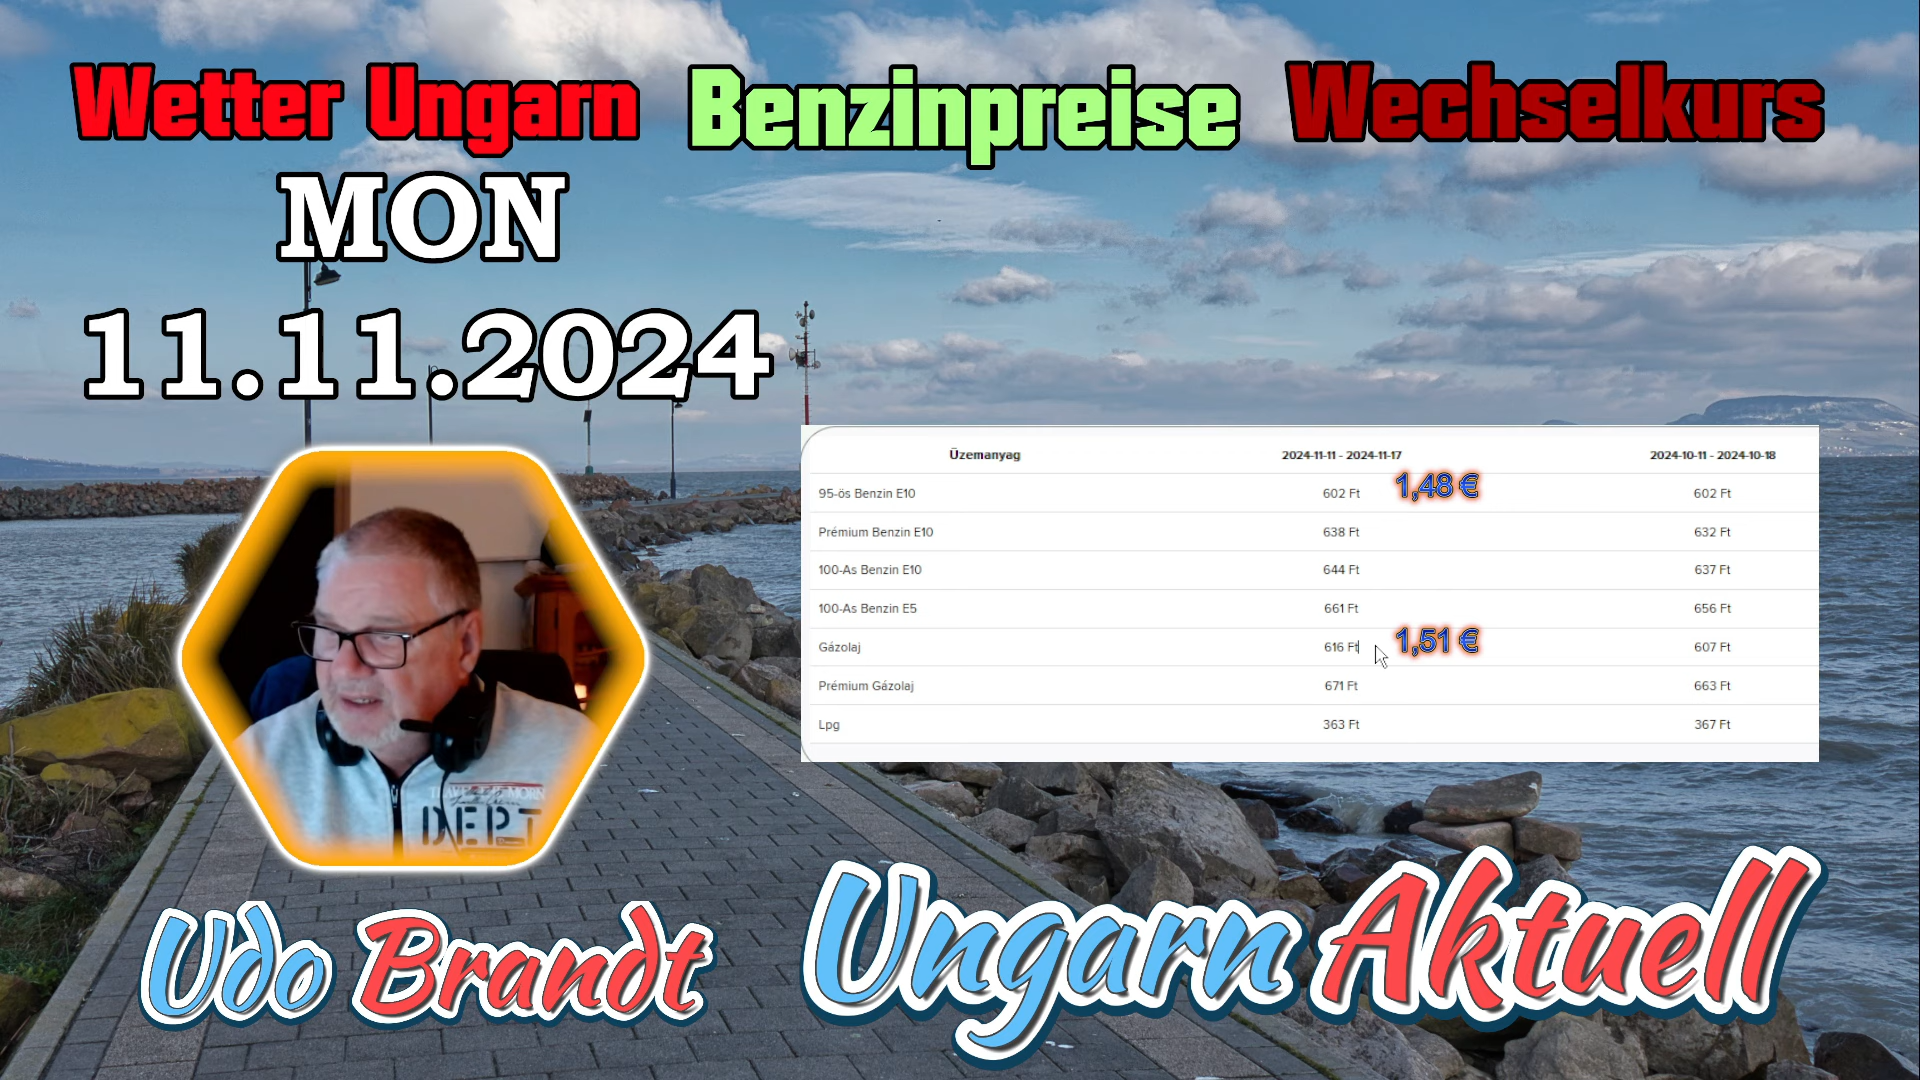 Wetter Ungarn Benzinpreise Wechselkurs
MON
11.11.2024
Üzemanyag 2024-11-11 - 2024-11-17 2024-10-11 - 2024-10-18
95-ös Benzin E10 602 Ft 1,48 € 602 Ft
Prémium Benzin E10 638 Ft 632 Ft
100-As Benzin E10 644 Ft 637 Ft
100-As Benzin E5 661 Ft 656 Ft
Gázolaj 616 Ft 1,51 € 607 Ft
Prémium Gázolaj 671 Ft 663 Ft
Lpg 363 Ft 367 Ft
DEPT
Udo Brandt
Ungarn Aktuell